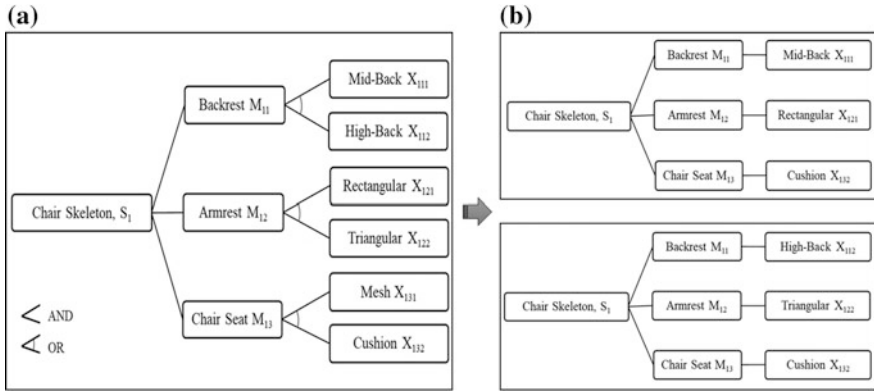 (a)
Mid-Back X111
Backrest M11
High-Back X112
Rectangular X121
Chair Skeleton, S1
Armrest M12
Triangular X122
Mesh X131
Chair Seat M13
Cushion X132
AND
OR
(b)
Backrest M11
Mid-Back X111
Chair Skeleton, S1
Armrest M12
Rectangular X121
Chair Seat M13
Cushion X132
Backrest M11
High-Back X112
Chair Skeleton, S1
Armrest M12
Triangular X122
Chair Seat M13
Cushion X132